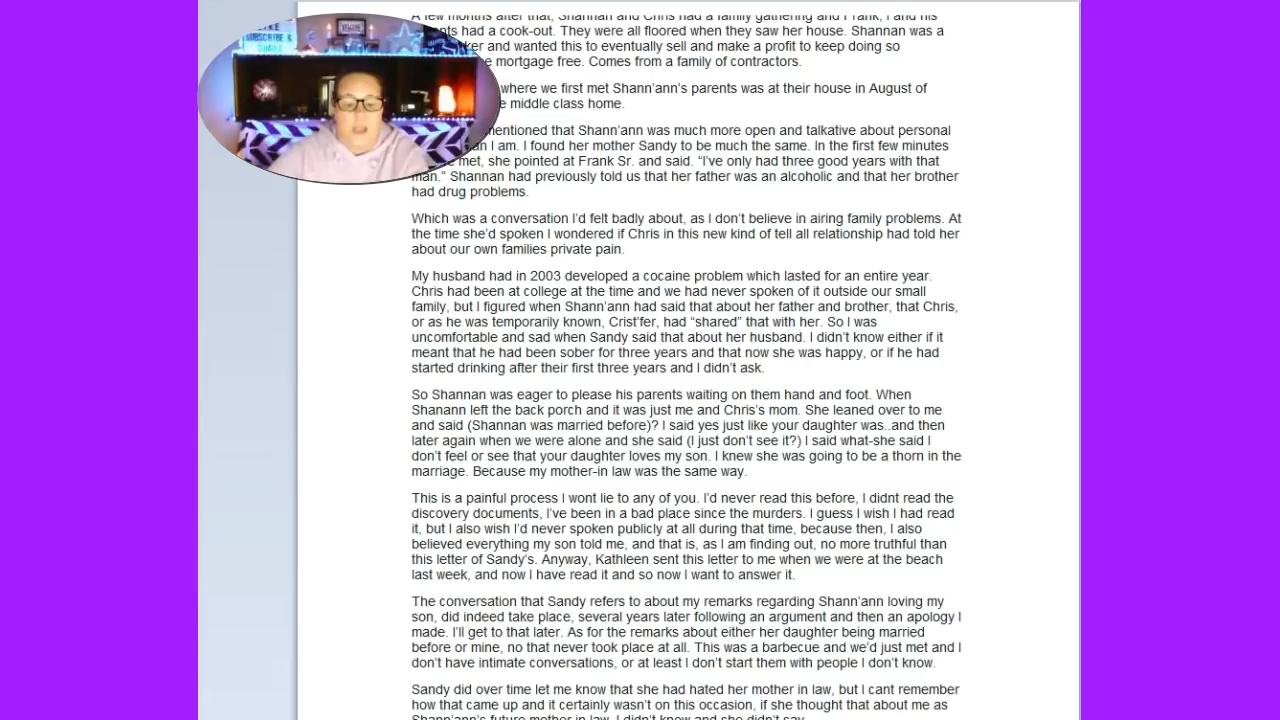 SUBSCRIBE &
A few months after that, Shannan and Chris had a family gathering and Frank, I and his
had a cook-out. They were all floored when they saw her house. Shannan was a
and wanted this to eventually sell and make a profit to keep doing so
mortgage free. Comes from a family of contractors.
where we first met Shann'ann's parents was at their house in August of
middle class home.
mentioned that Shann'ann was much more open and talkative about personal
I am. I found her mother Sandy to be much the same. In the first few minutes
met, she pointed at Frank Sr. and said. “I've only had three good years with that
man.” Shannan had previously told us that her father was an alcoholic and that her brother
had drug problems.
Which was a conversation I'd felt badly about, as I don't believe in airing family problems. At
the time she'd spoken I wondered if Chris in this new kind of tell all relationship had told her
about our own families private pain.
My husband had in 2003 developed a cocaine problem which lasted for an entire year.
Chris had been at college at the time and we had never spoken of it outside our small
family, but I figured when Shann'ann had said that about her father and brother, that Chris,
or as he was temporarily known, Crist'fer, had “shared” that with her. So I was
uncomfortable and sad when Sandy said that about her husband. I didn't know either if it
meant that he had been sober for three years and that now she was happy, or if he had
started drinking after their first three years and I didn't ask.
So Shannan was eager to please his parents waiting on them hand and foot. When
Shanann left the back porch and it was just me and Chris's mom. She leaned over to me
and said (Shannan was married before)? I said yes just like your daughter was..and then
later again when we were alone and she said (I just don't see it?) I said what-she said I
don't feel or see that your daughter loves my son. I knew she was going to be a thorn in the
marriage. Because my mother-in law was the same way.
This is a painful process I wont lie to any of you. I'd never read this before, I didnt read the
discovery documents, I've been in a bad place since the murders. I guess I wish I had read
it, but I also wish I'd never spoken publicly at all during that time, because then, I also
believed everything my son told me, and that is, as I am finding out, no more truthful than
this letter of Sandy's. Anyway, Kathleen sent this letter to me when we were at the beach
last week, and now I have read it and so now I want to answer it.
The conversation that Sandy refers to about my remarks regarding Shann'ann loving my
son, did indeed take place, several years later following an argument and then an apology I
made. I'll get to that later. As for the remarks about either her daughter being married
before or mine, no that never took place at all. This was a barbecue and we'd just met and I
don't have intimate conversations, or at least I don't start them with people I don't know.
Sandy did over time let me know that she had hated her mother in law, but I cant remember
how that came up and it certainly wasn't on this occasion, if she thought that about me as
Shann'ann's future mother in law, I didn't know and she didn't say.